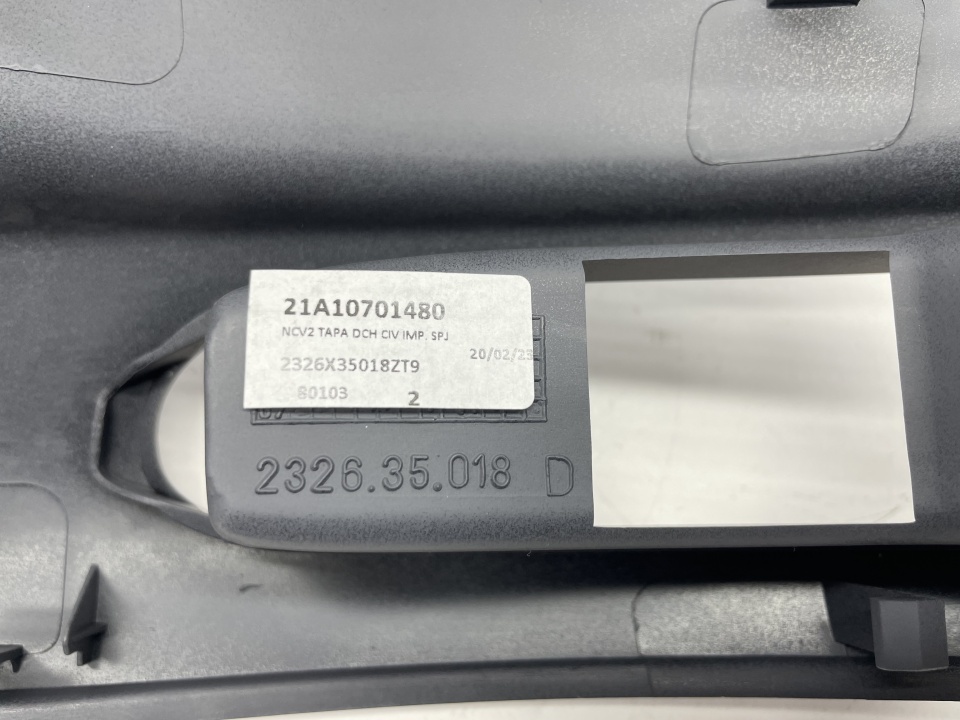 21A10701480
NCV2 TAPA DCH CIV IMP. SPJ
20/02/23
2326X35018ZT9
80103
2
2326.35.018 D